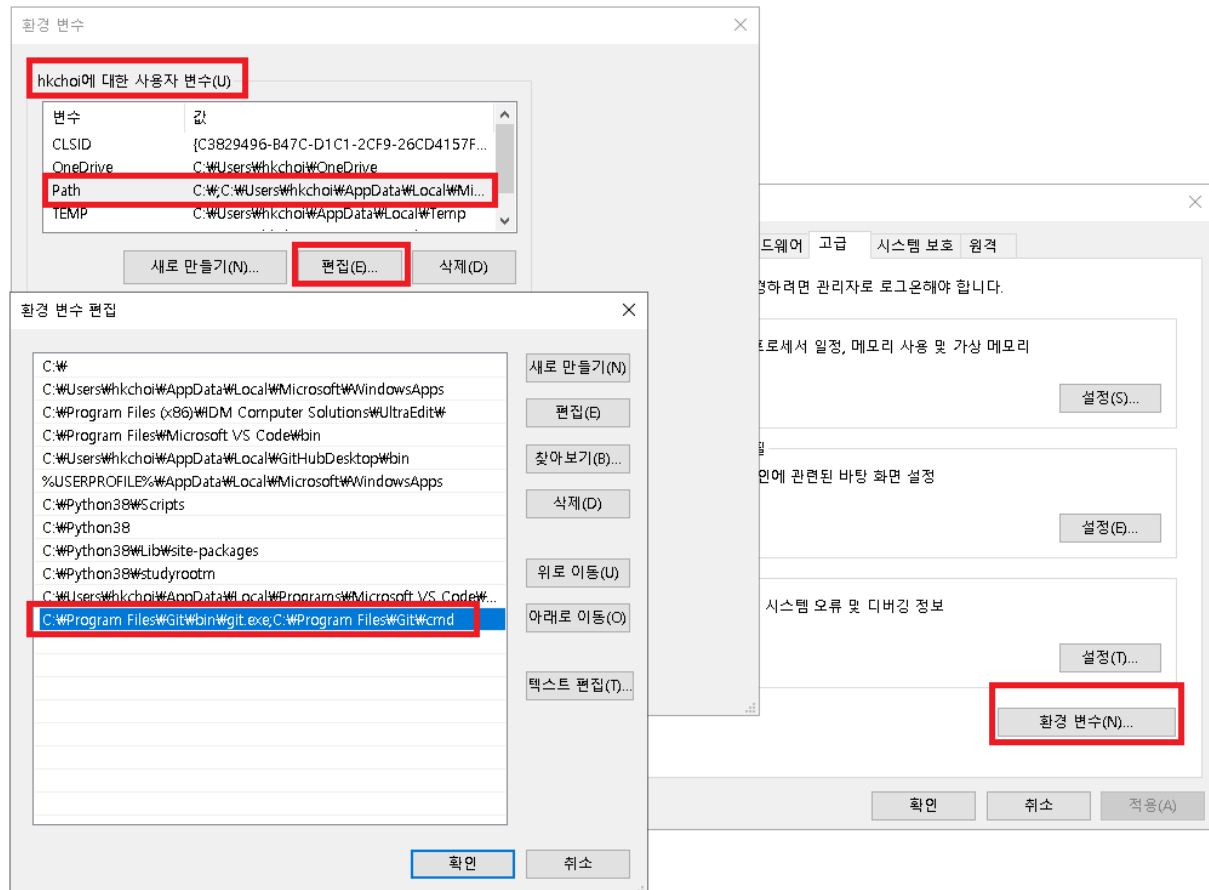 환경 변수
hkchoi에 대한 사용자 변수(U)
변수 값
CLSID {C3829496-B47C-D1C1-2CF9-26CD4157F...
OneDrive C:₩Users₩hkchoi₩OneDrive
Path C:₩;C:₩Users₩hkchoi₩AppData₩Local₩Mi...
TEMP C:₩Users₩hkchoi₩AppData₩Local₩Temp
새로 만들기(N)... 편집(E)... 삭제(D)
환경 변수 편집
C:₩
C:₩Users₩hkchoi₩AppData₩Local₩Microsoft₩WindowsApps
C:₩Program Files (x86)₩IDM Computer Solutions₩UltraEdit₩
C:₩Program Files₩Microsoft VS Code₩bin
C:₩Users₩hkchoi₩AppData₩Local₩GitHubDesktop₩bin
%USERPROFILE%₩AppData₩Local₩Microsoft₩WindowsApps
C:₩Python38₩Scripts
C:₩Python38
C:₩Python38₩Lib₩site-packages
C:₩Python38₩studyrootrn
C:₩Users₩hkchoi₩AppData₩Local₩Programs₩Microsoft VS Code₩...
C:₩Program Files₩Git₩bin₩git.exe;C:₩Program Files₩Git₩cmd
새로 만들기(N)
편집(E)
찾아보기(B)...
삭제(D)
위로 이동(U)
아래로 이동(O)
텍스트 편집(T)...
확인 취소
드웨어 고급 시스템 보호 원격
경하려면 관리자로 로그온해야 합니다.
프로세서 일정, 메모리 사용 및 가상 메모리
설정(S)...
필
인에 관련된 바탕 화면 설정
설정(E)...
시스템 오류 및 디버깅 정보
설정(T)...
환경 변수(N)...
확인 취소 적용(A)